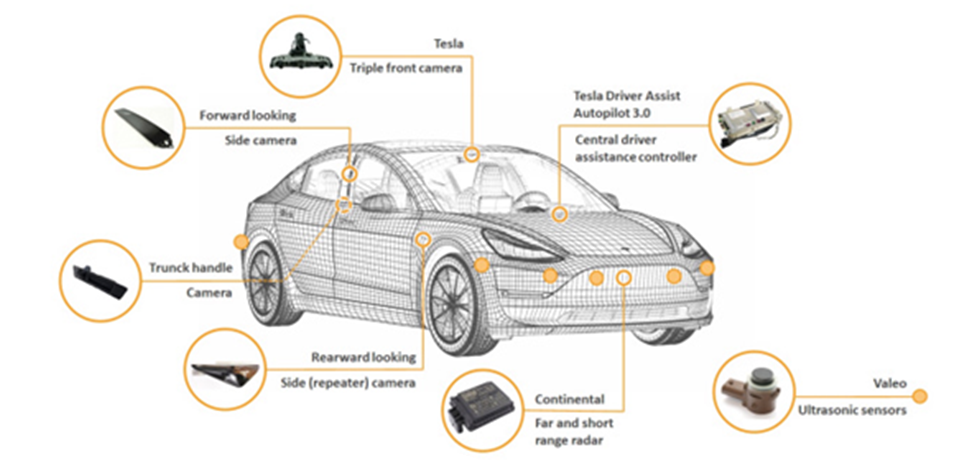 Tesla
Triple front camera
Tesla Driver Assist
Autopilot 3.0
Central driver
assistance controller
Forward looking
Side camera
Trunck handle
Camera
Rearward looking
Side (repeater) camera
Continental
Far and short
range radar
Valeo
Ultrasonic sensors